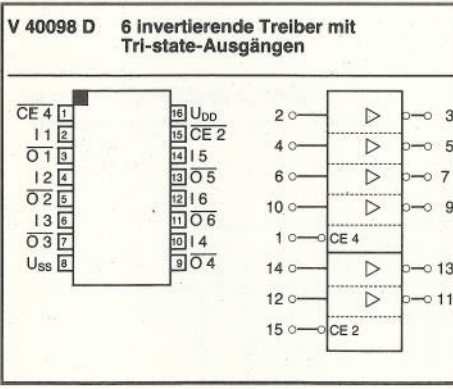 V 40098 D 6 invertierende Treiber mit
Tri-state-Ausgängen
CE 4 1
I 1 2
O 1 3
I 2 4
O 2 5
I 3 6
O 3 7
USS 8
16 UDD
15 CE 2
14 I 5
13 O 5
12 I 6
11 O 6
10 I 4
9 O 4
2 3
4 5
6 7
10 9
1 CE 4
14 13
12 11
15 CE 2